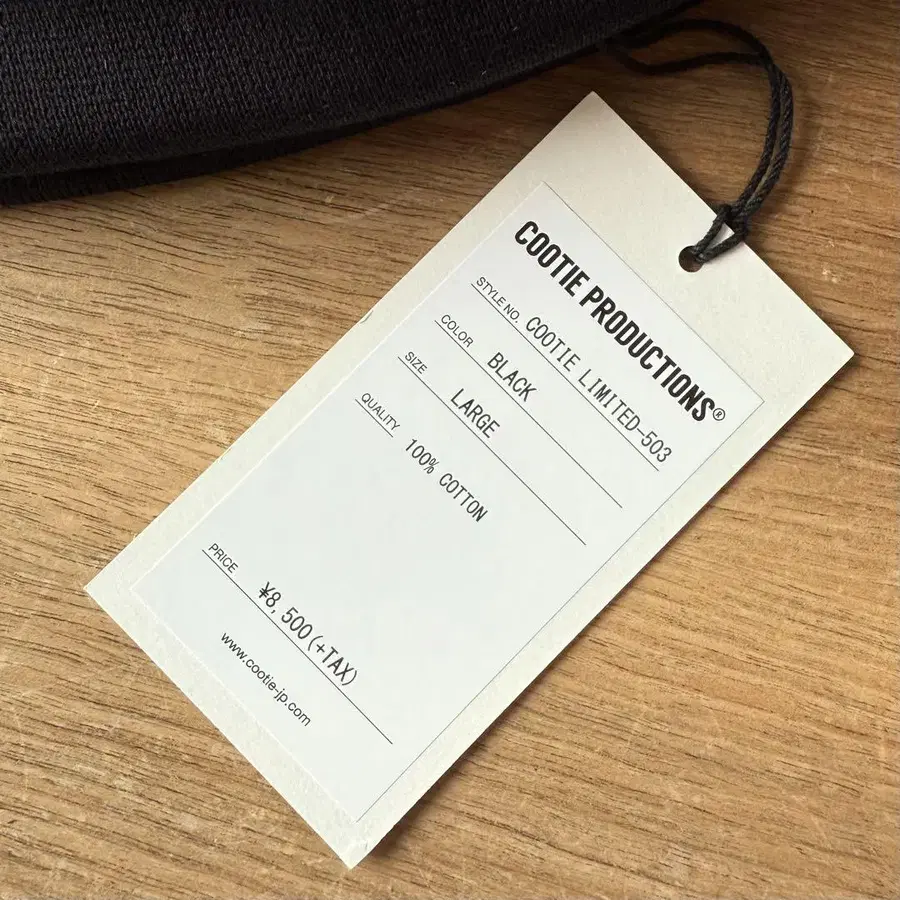 COOTIE PRODUCTIONS®
STYLE NO. COOTIE LIMITED-503
COLOR BLACK
SIZE LARGE
QUALITY 100% COTTON
PRICE ¥8,500(+TAX)
www.cootie-jp.com